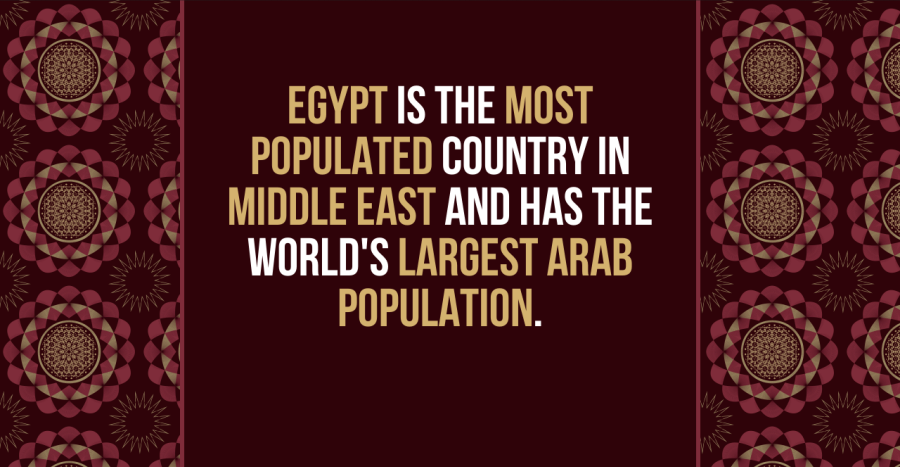 EGYPT IS THE MOST
POPULATED COUNTRY IN
MIDDLE EAST AND HAS THE
WORLD'S LARGEST ARAB
POPULATION.